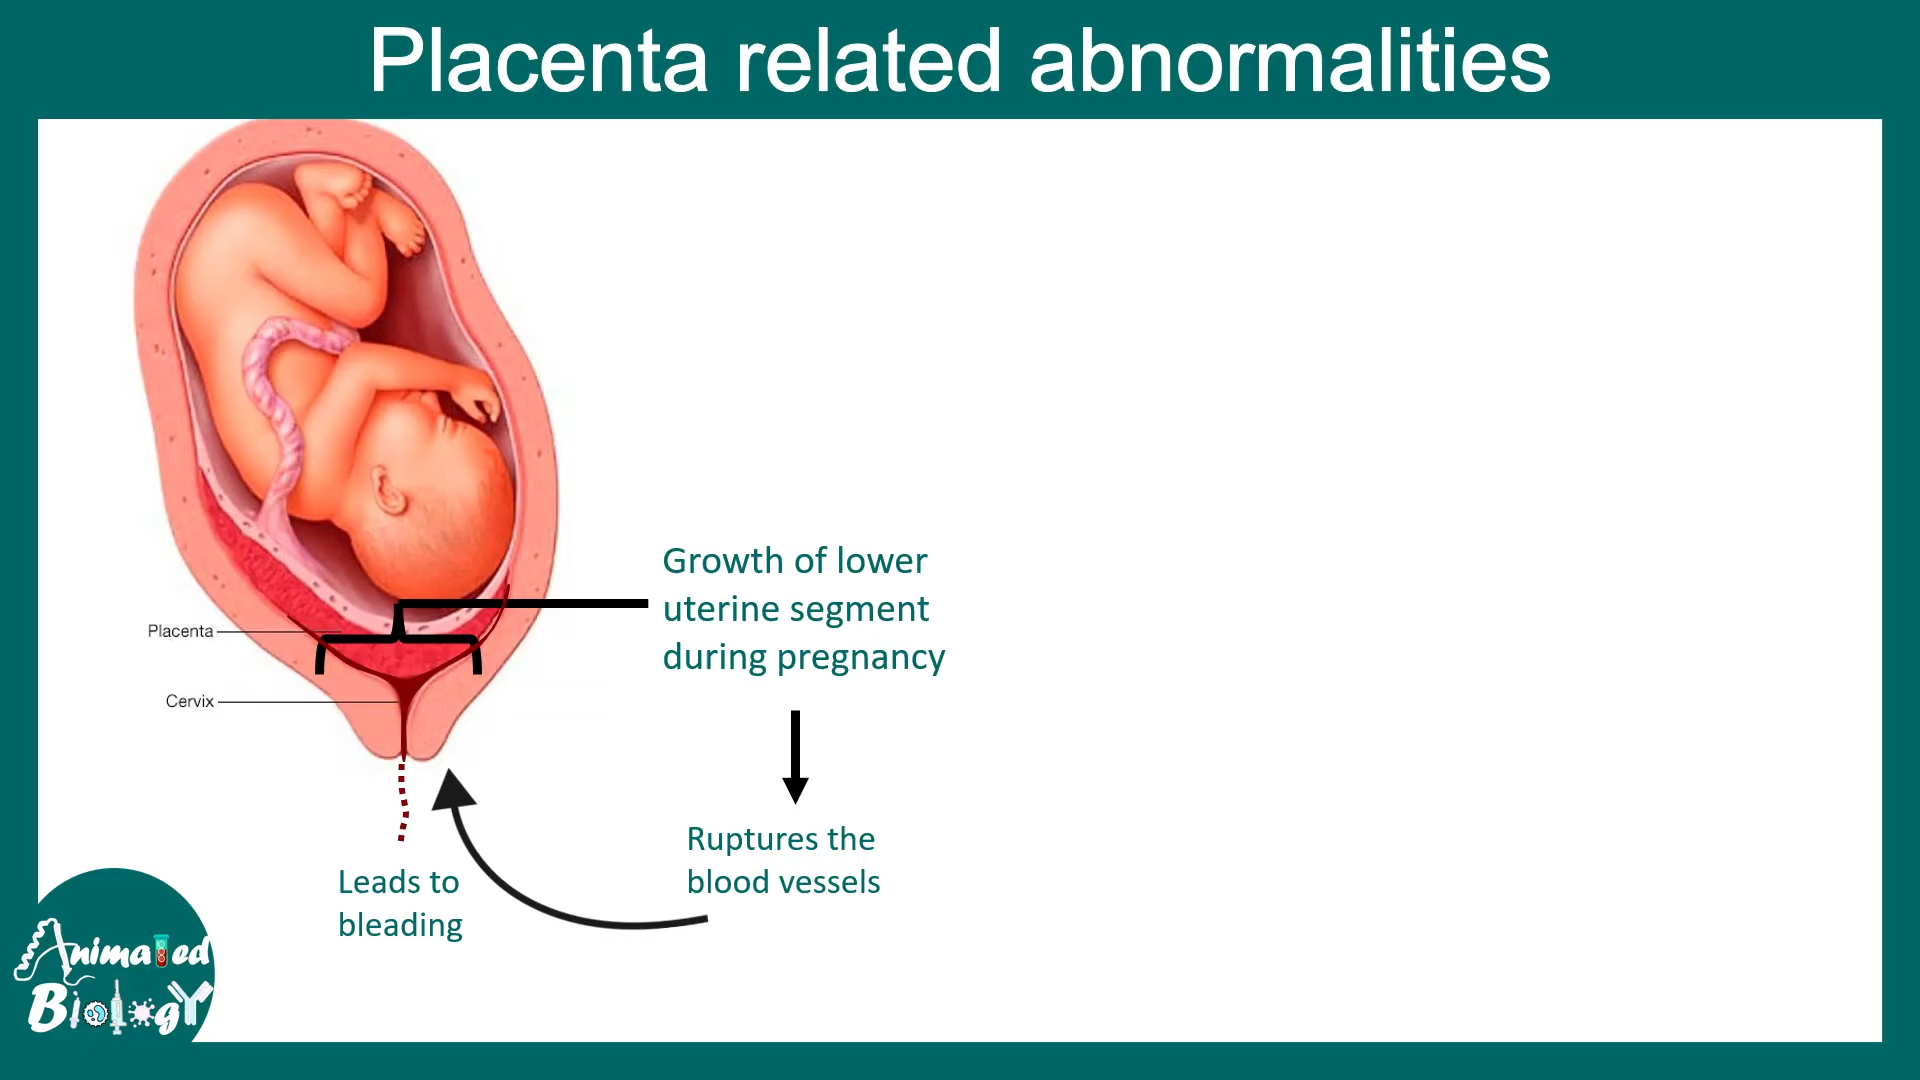 Placenta related abnormalities
Growth of lower
uterine segment
during pregnancy
Placenta
Cervix
Ruptures the
blood vessels
Leads to
bleading
Animated
Biology